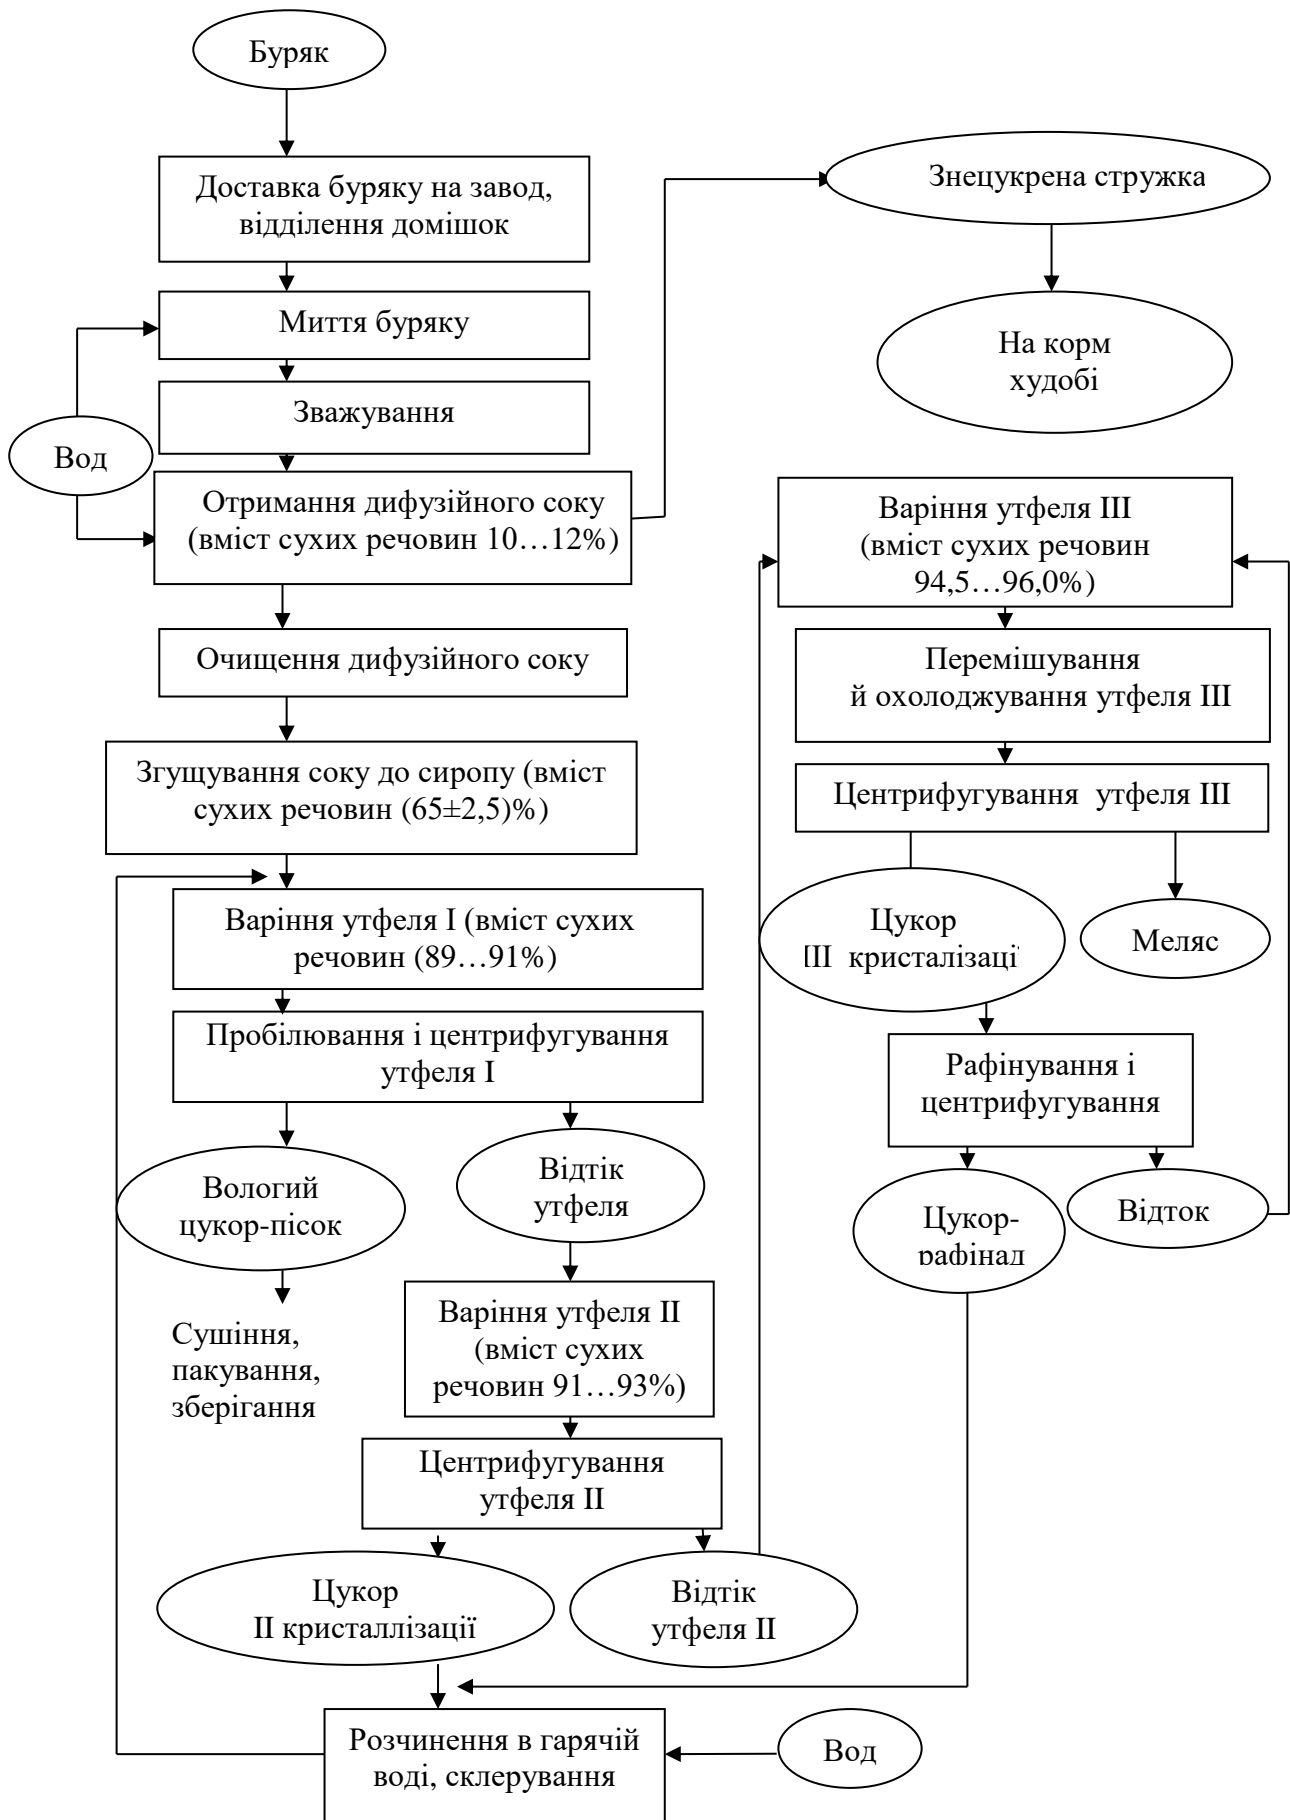 Буряк
Доставка буряку на завод,
відділення домішок
Миття буряку
Зважування
Вод
Отримання дифузійного соку
(вміст сухих речовин 10…12%)
Очищення дифузійного соку
Згущування соку до сиропу (вміст
сухих речовин (65±2,5)%)
Варіння утфеля I (вміст сухих
речовин (89…91%)
Пробілювання і центрифугування
утфеля I
Вологий
цукор-пісок
Сушіння,
пакування,
зберігання
Відтік
утфеля
Варіння утфеля II
(вміст сухих
речовин 91…93%)
Центрифугування
утфеля II
Цукор
II кристаллізації
Відтік
утфеля II
Розчинення в гарячій
воді, склерування
Вод
Знецукрена стружка
На корм
худобі
Варіння утфеля III
(вміст сухих речовин
94,5…96,0%)
Перемішування
й охолоджування утфеля III
Центрифугування утфеля III
Цукор
III кристалізації
Меляс
Рафінування і
центрифугування
Цукор-
рафінад
Відток